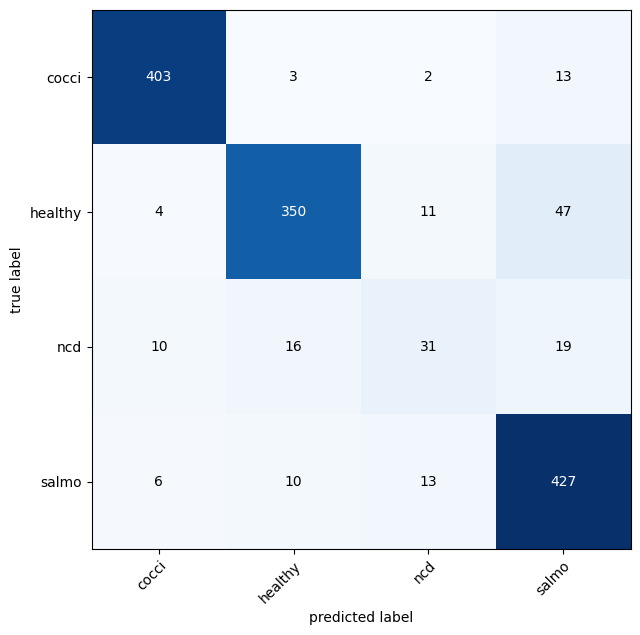 cocci 403 3 2 13
healthy 4 350 11 47
ncd 10 16 31 19
salmo 6 10 13 427
true label
cocci healthy ncd salmo
predicted label